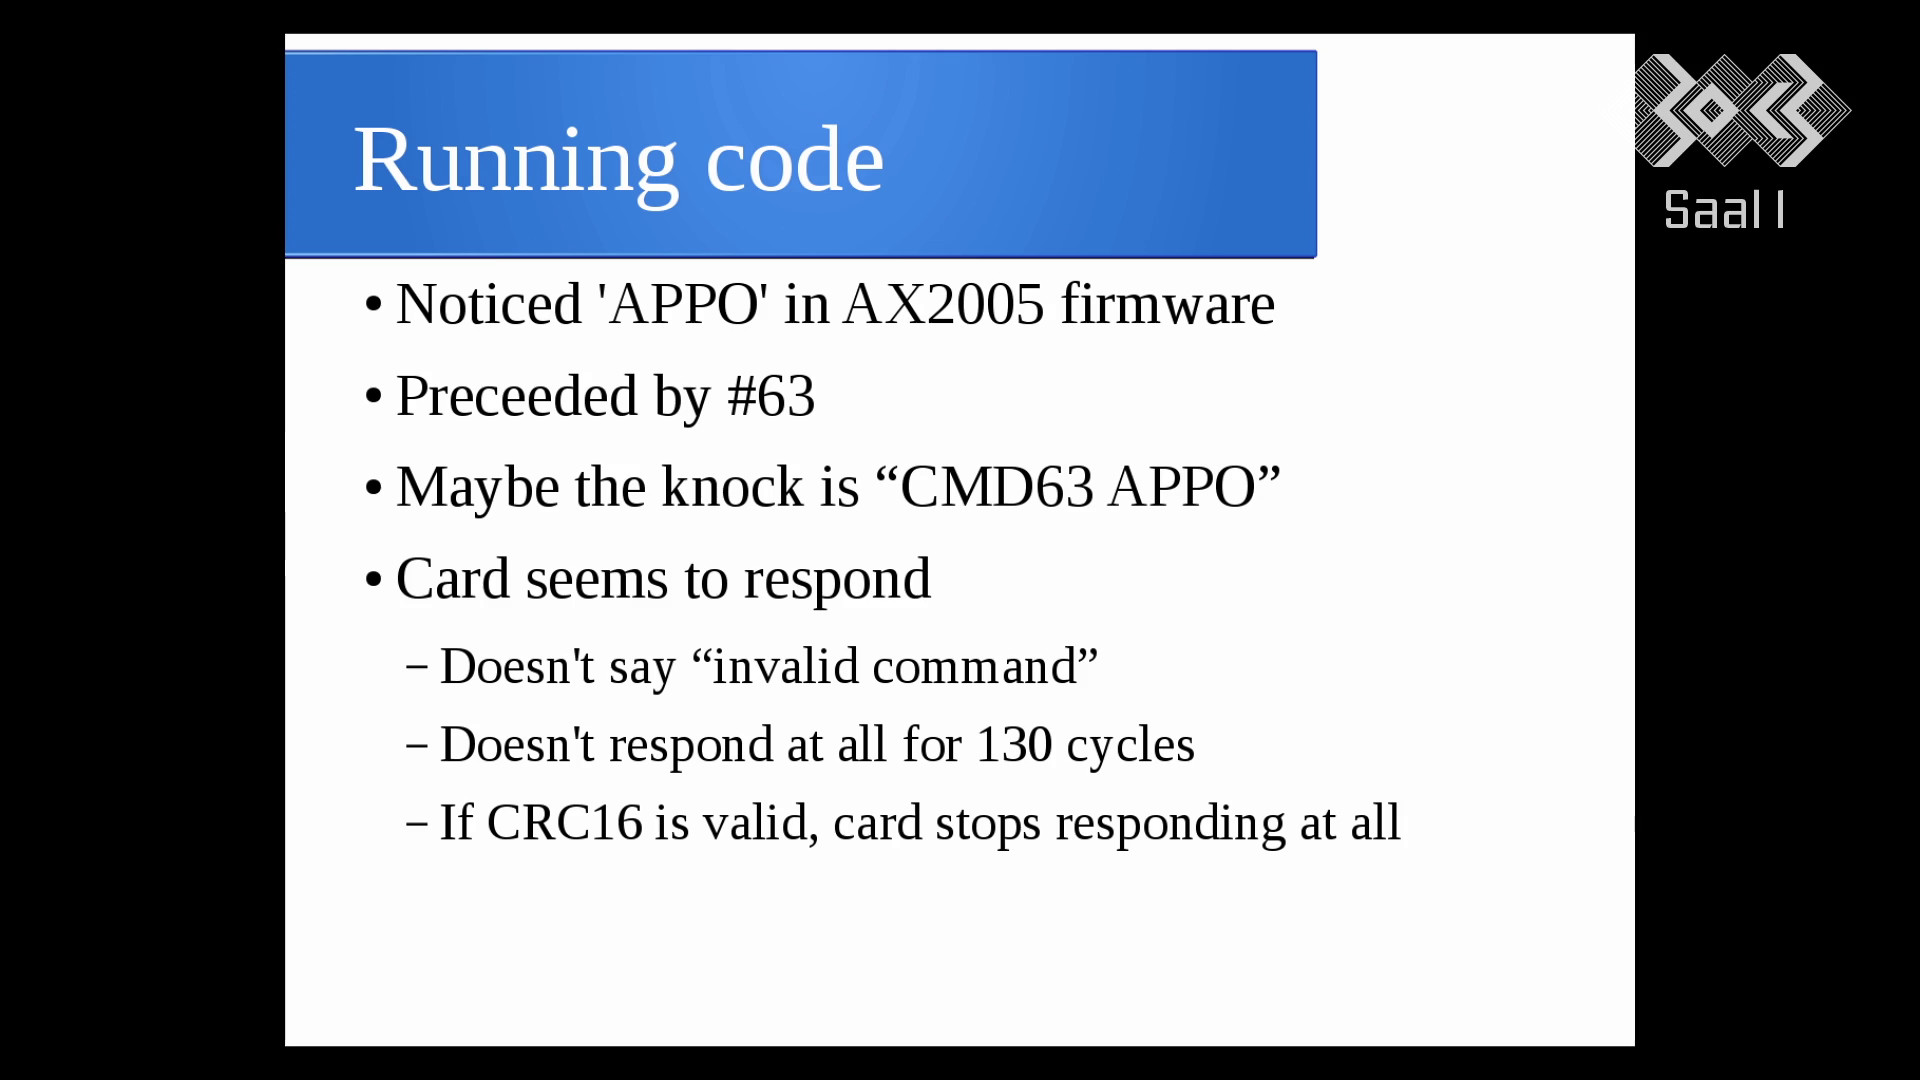 Running code
• Noticed 'APPO' in AX2005 firmware
• Preceeded by #63
• Maybe the knock is “CMD63 APPO”
• Card seems to respond
– Doesn't say “invalid command”
– Doesn't respond at all for 130 cycles
– If CRC16 is valid, card stops responding at all
30C3
Saal 1